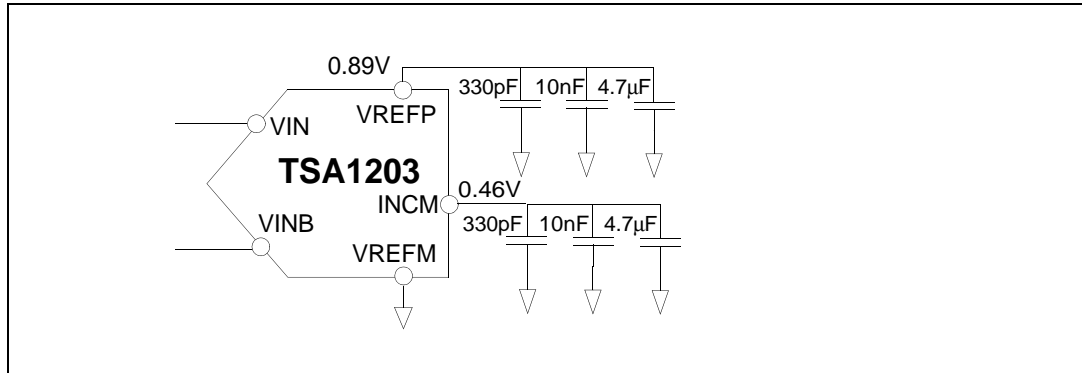 0.89V
330pF 10nF 4.7μF
VREFP
VIN
TSA1203
0.46V
INCM
330pF 10nF 4.7μF
VINB
VREFM